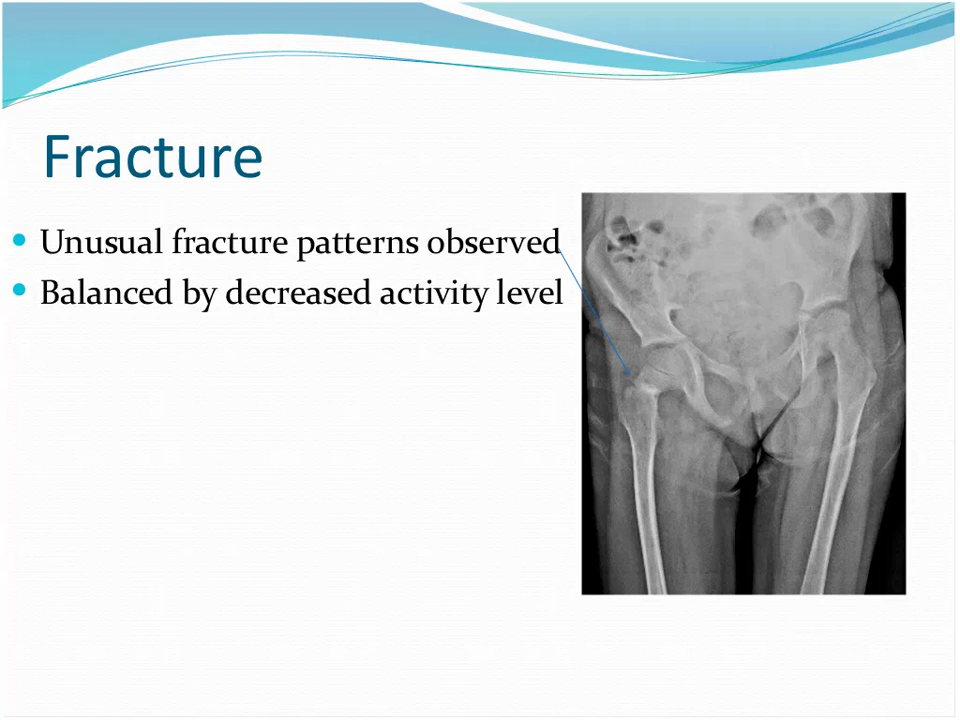 Fracture
Unusual fracture patterns observed
Balanced by decreased activity level